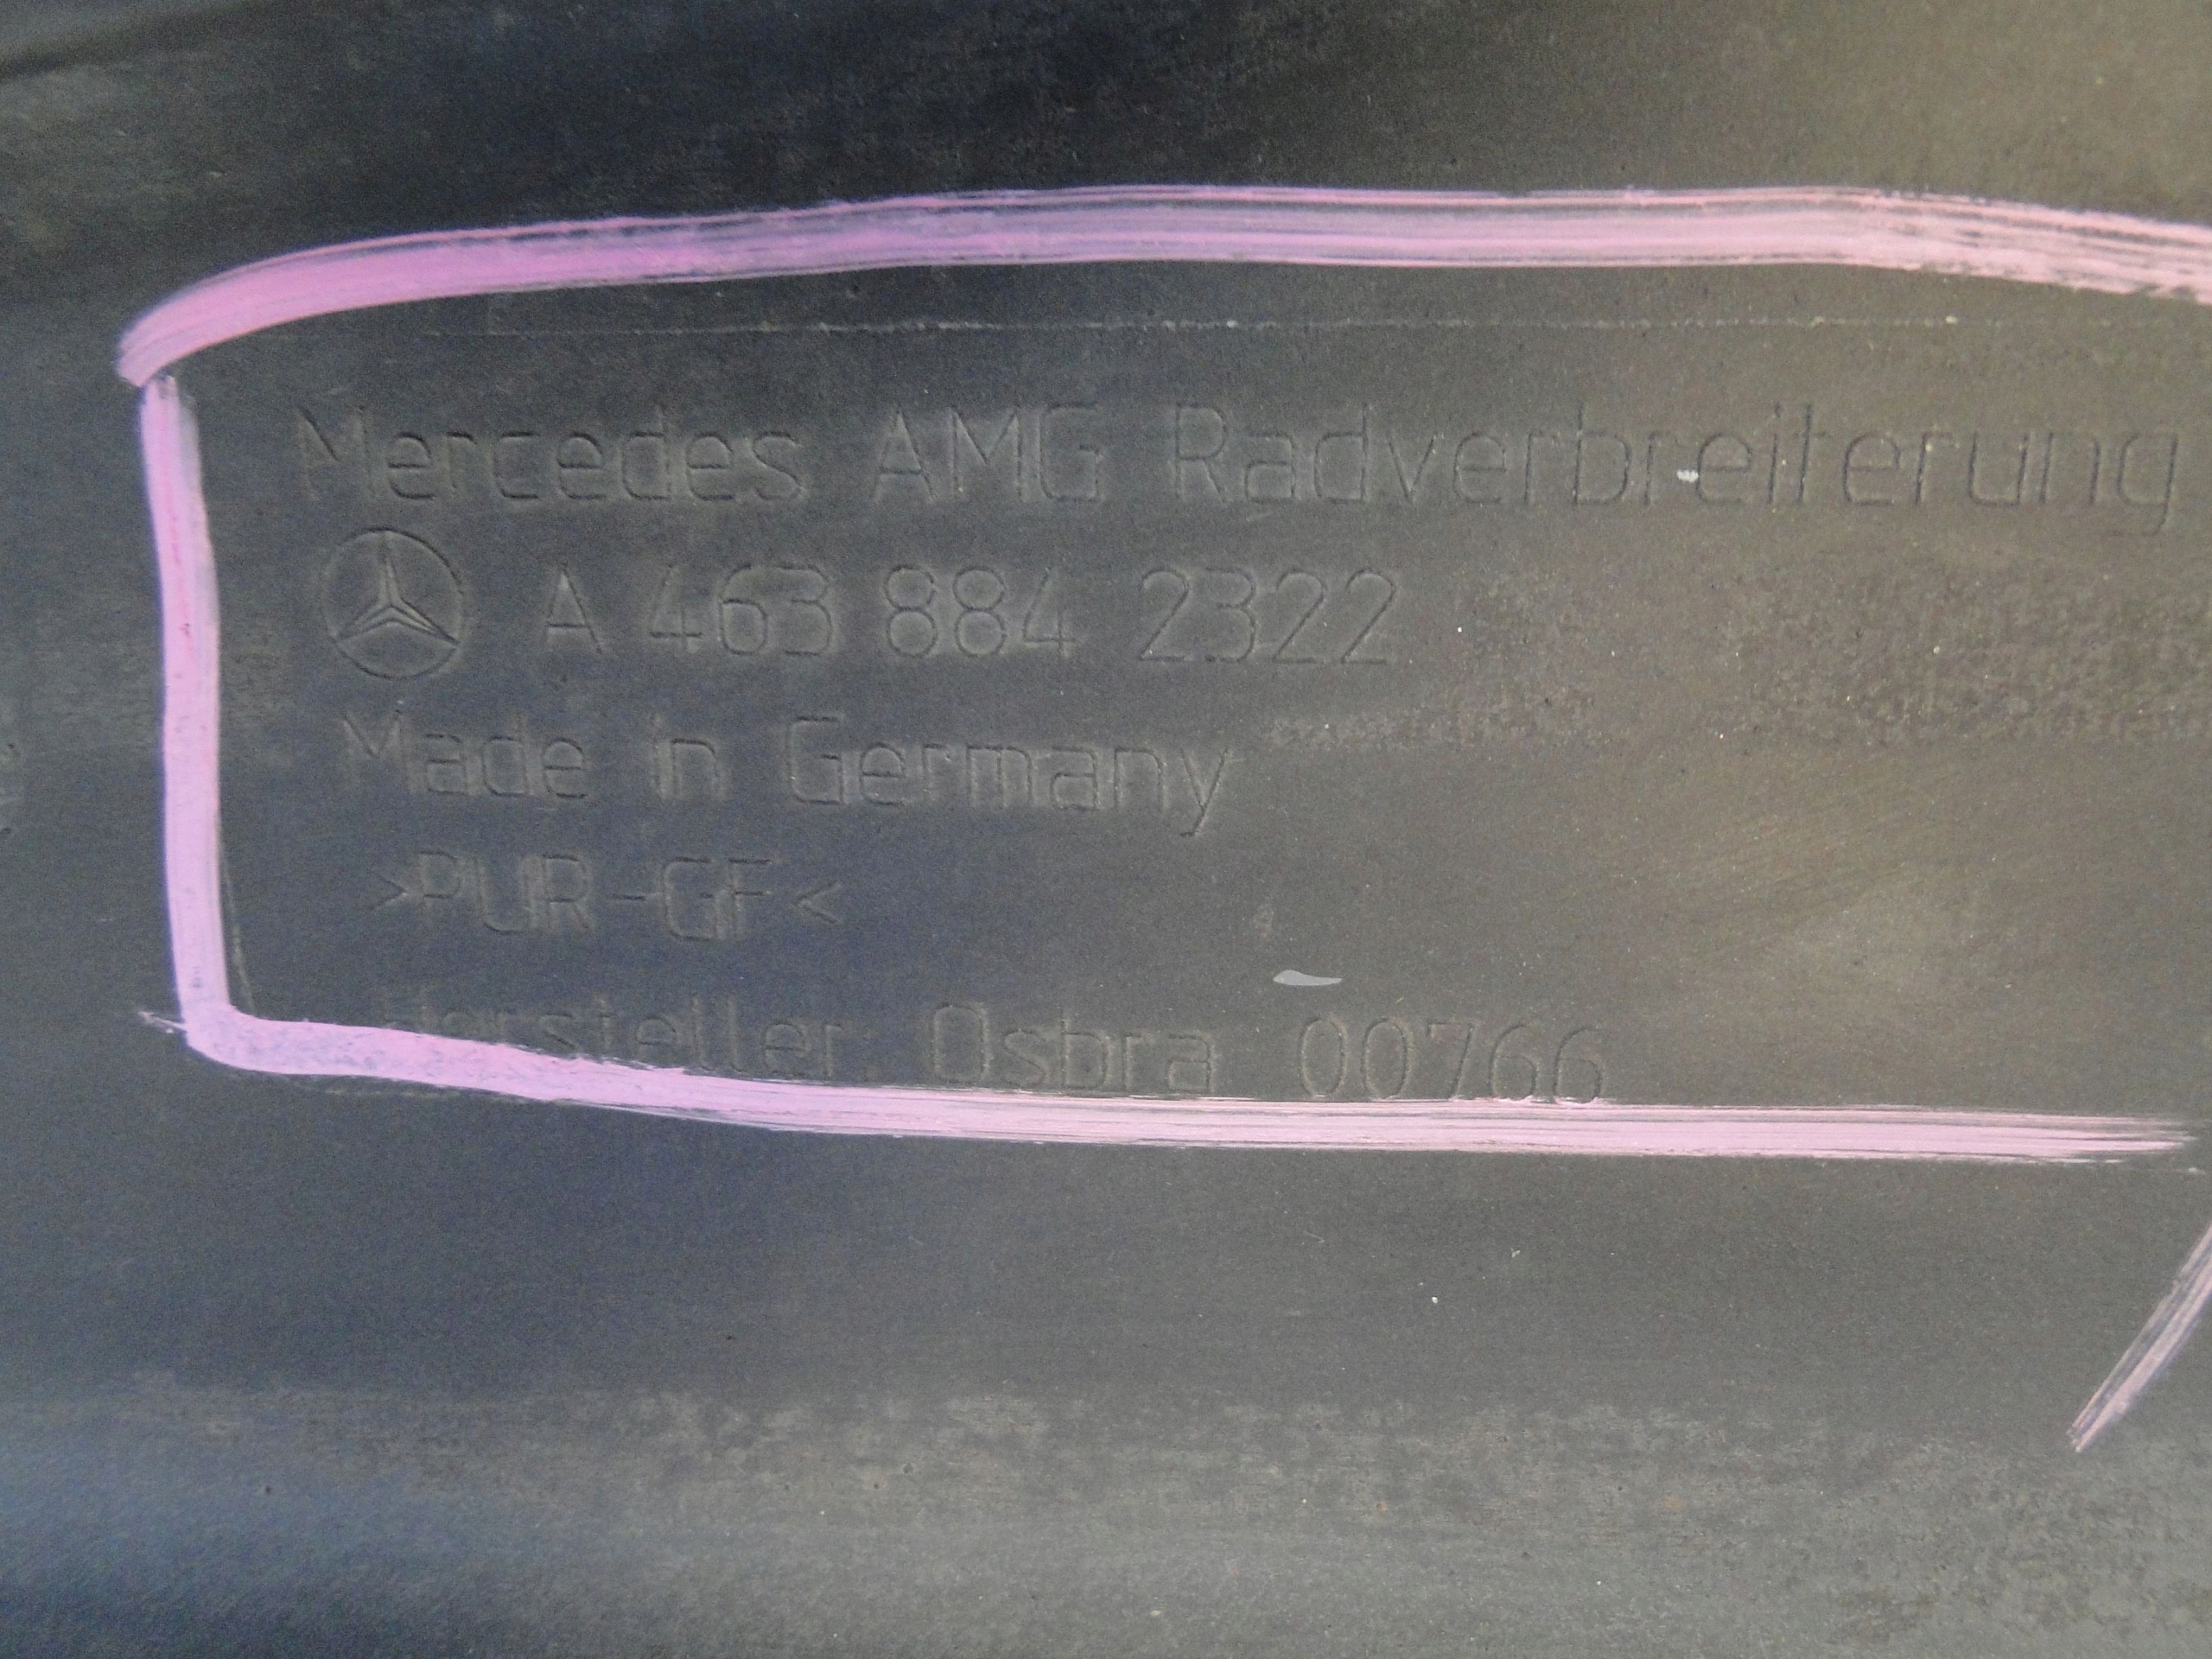 Mercedes AMG Radverbreiterung
A 463 884 2322
Made in Germany
>PUR-GF<
Hersteller: Osbra 00766